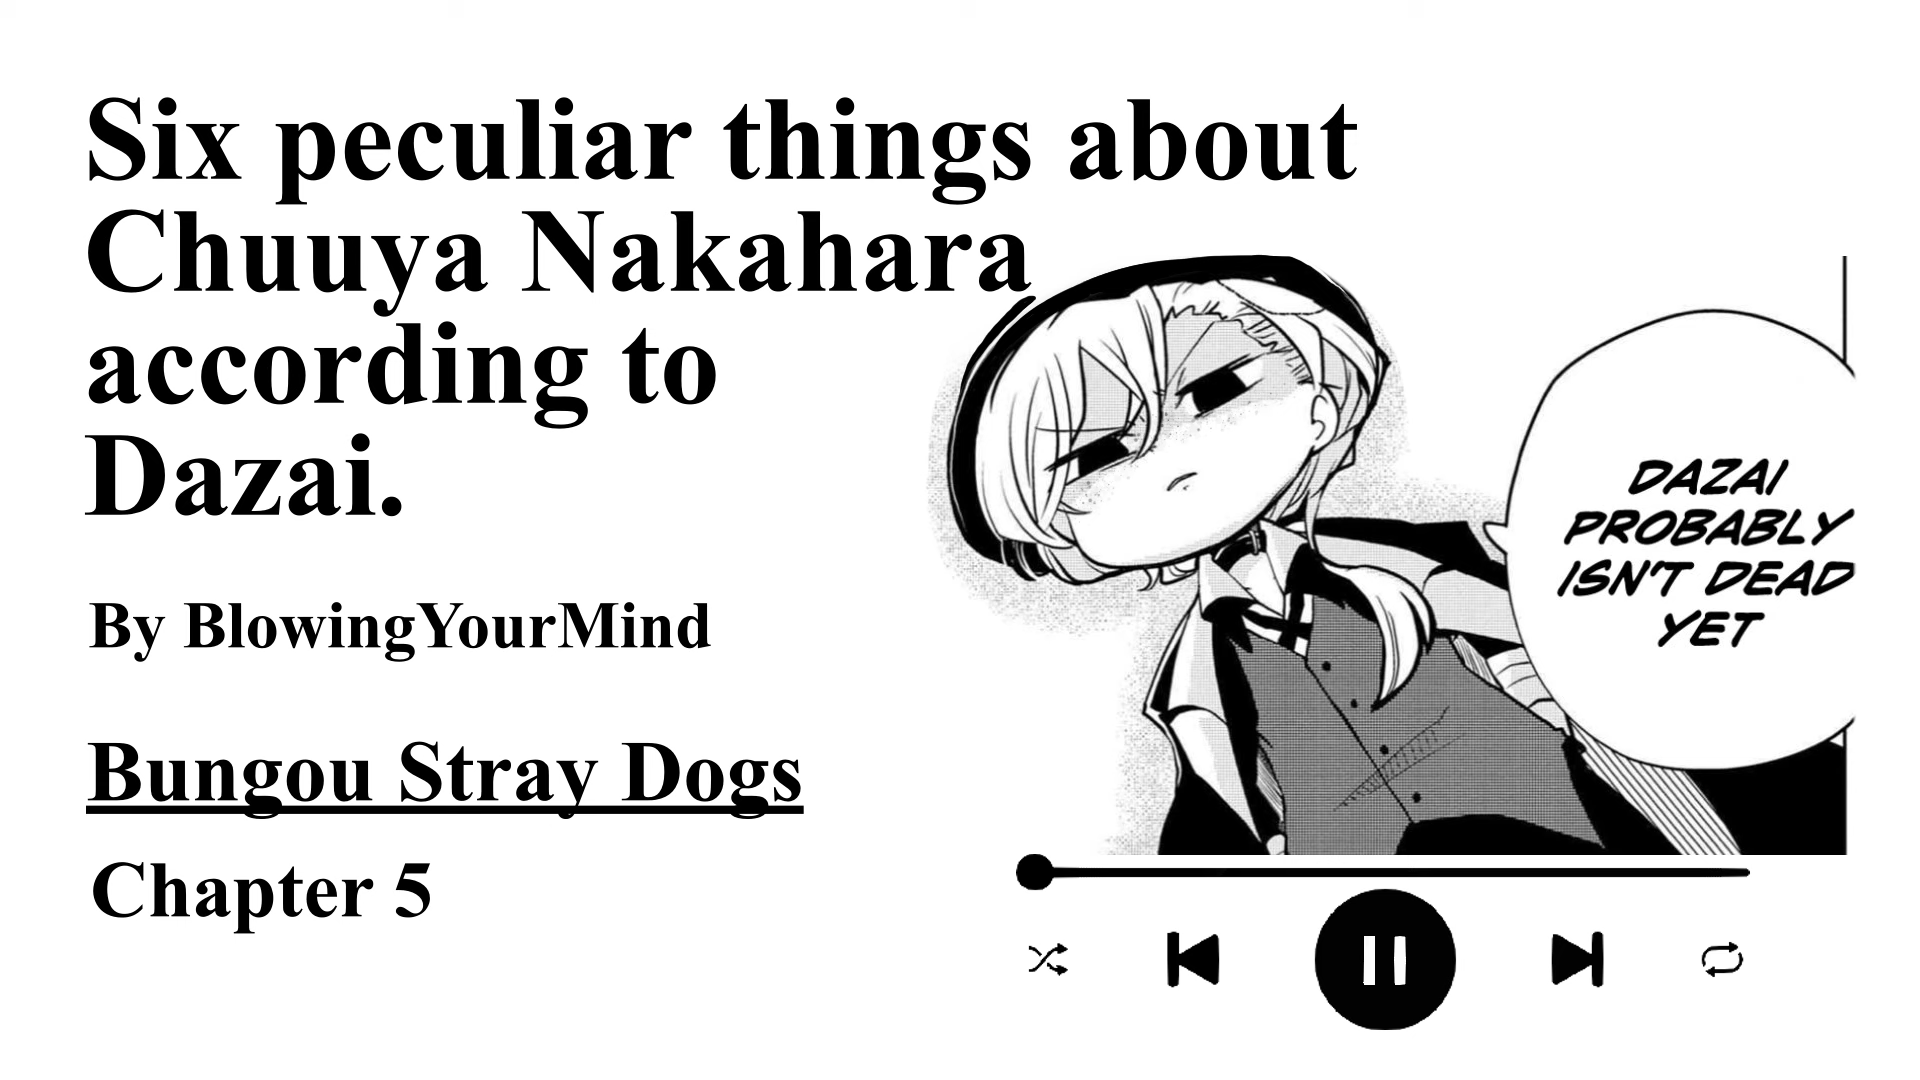 Six peculiar things about
Chuuya Nakahara
according to
Dazai.
By BlowingYourMind
Bungou Stray Dogs
Chapter 5
DAZAI
PROBABLY
ISN'T DEAD
YET